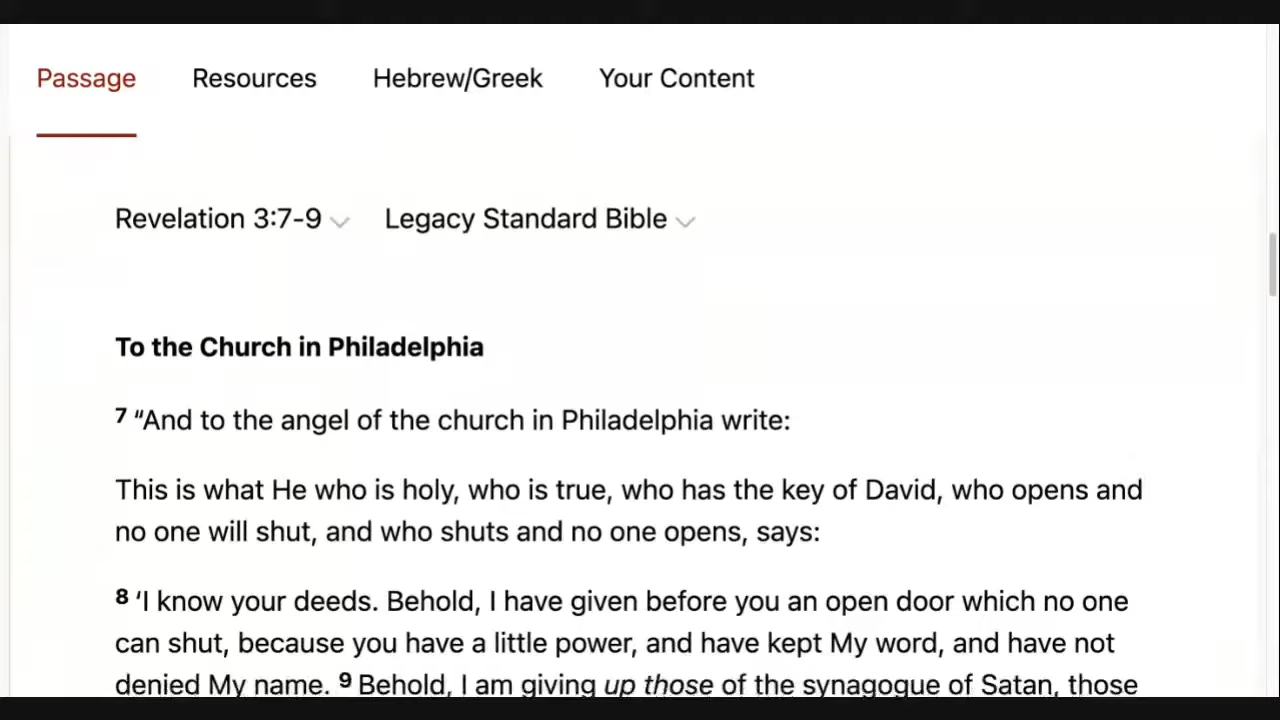 Passage Resources Hebrew/Greek Your Content
Revelation 3:7-9 Legacy Standard Bible
To the Church in Philadelphia
7 “And to the angel of the church in Philadelphia write:
This is what He who is holy, who is true, who has the key of David, who opens and
no one will shut, and who shuts and no one opens, says:
8 ‘I know your deeds. Behold, I have given before you an open door which no one
can shut, because you have a little power, and have kept My word, and have not
denied My name. 9 Behold, I am giving up those of the synagogue of Satan, those